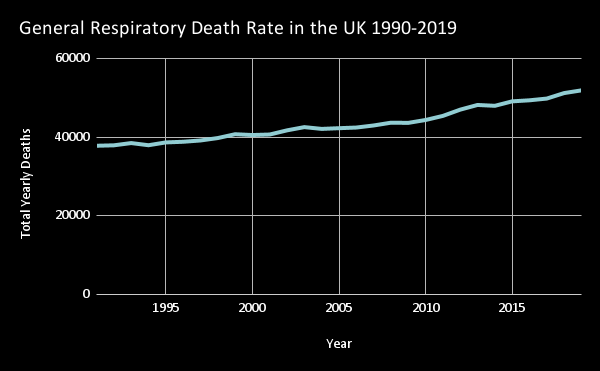 General Respiratory Death Rate in the UK 1990-2019
60000
40000
20000
0
Total Yearly Deaths
1995 2000 2005 2010 2015
Year